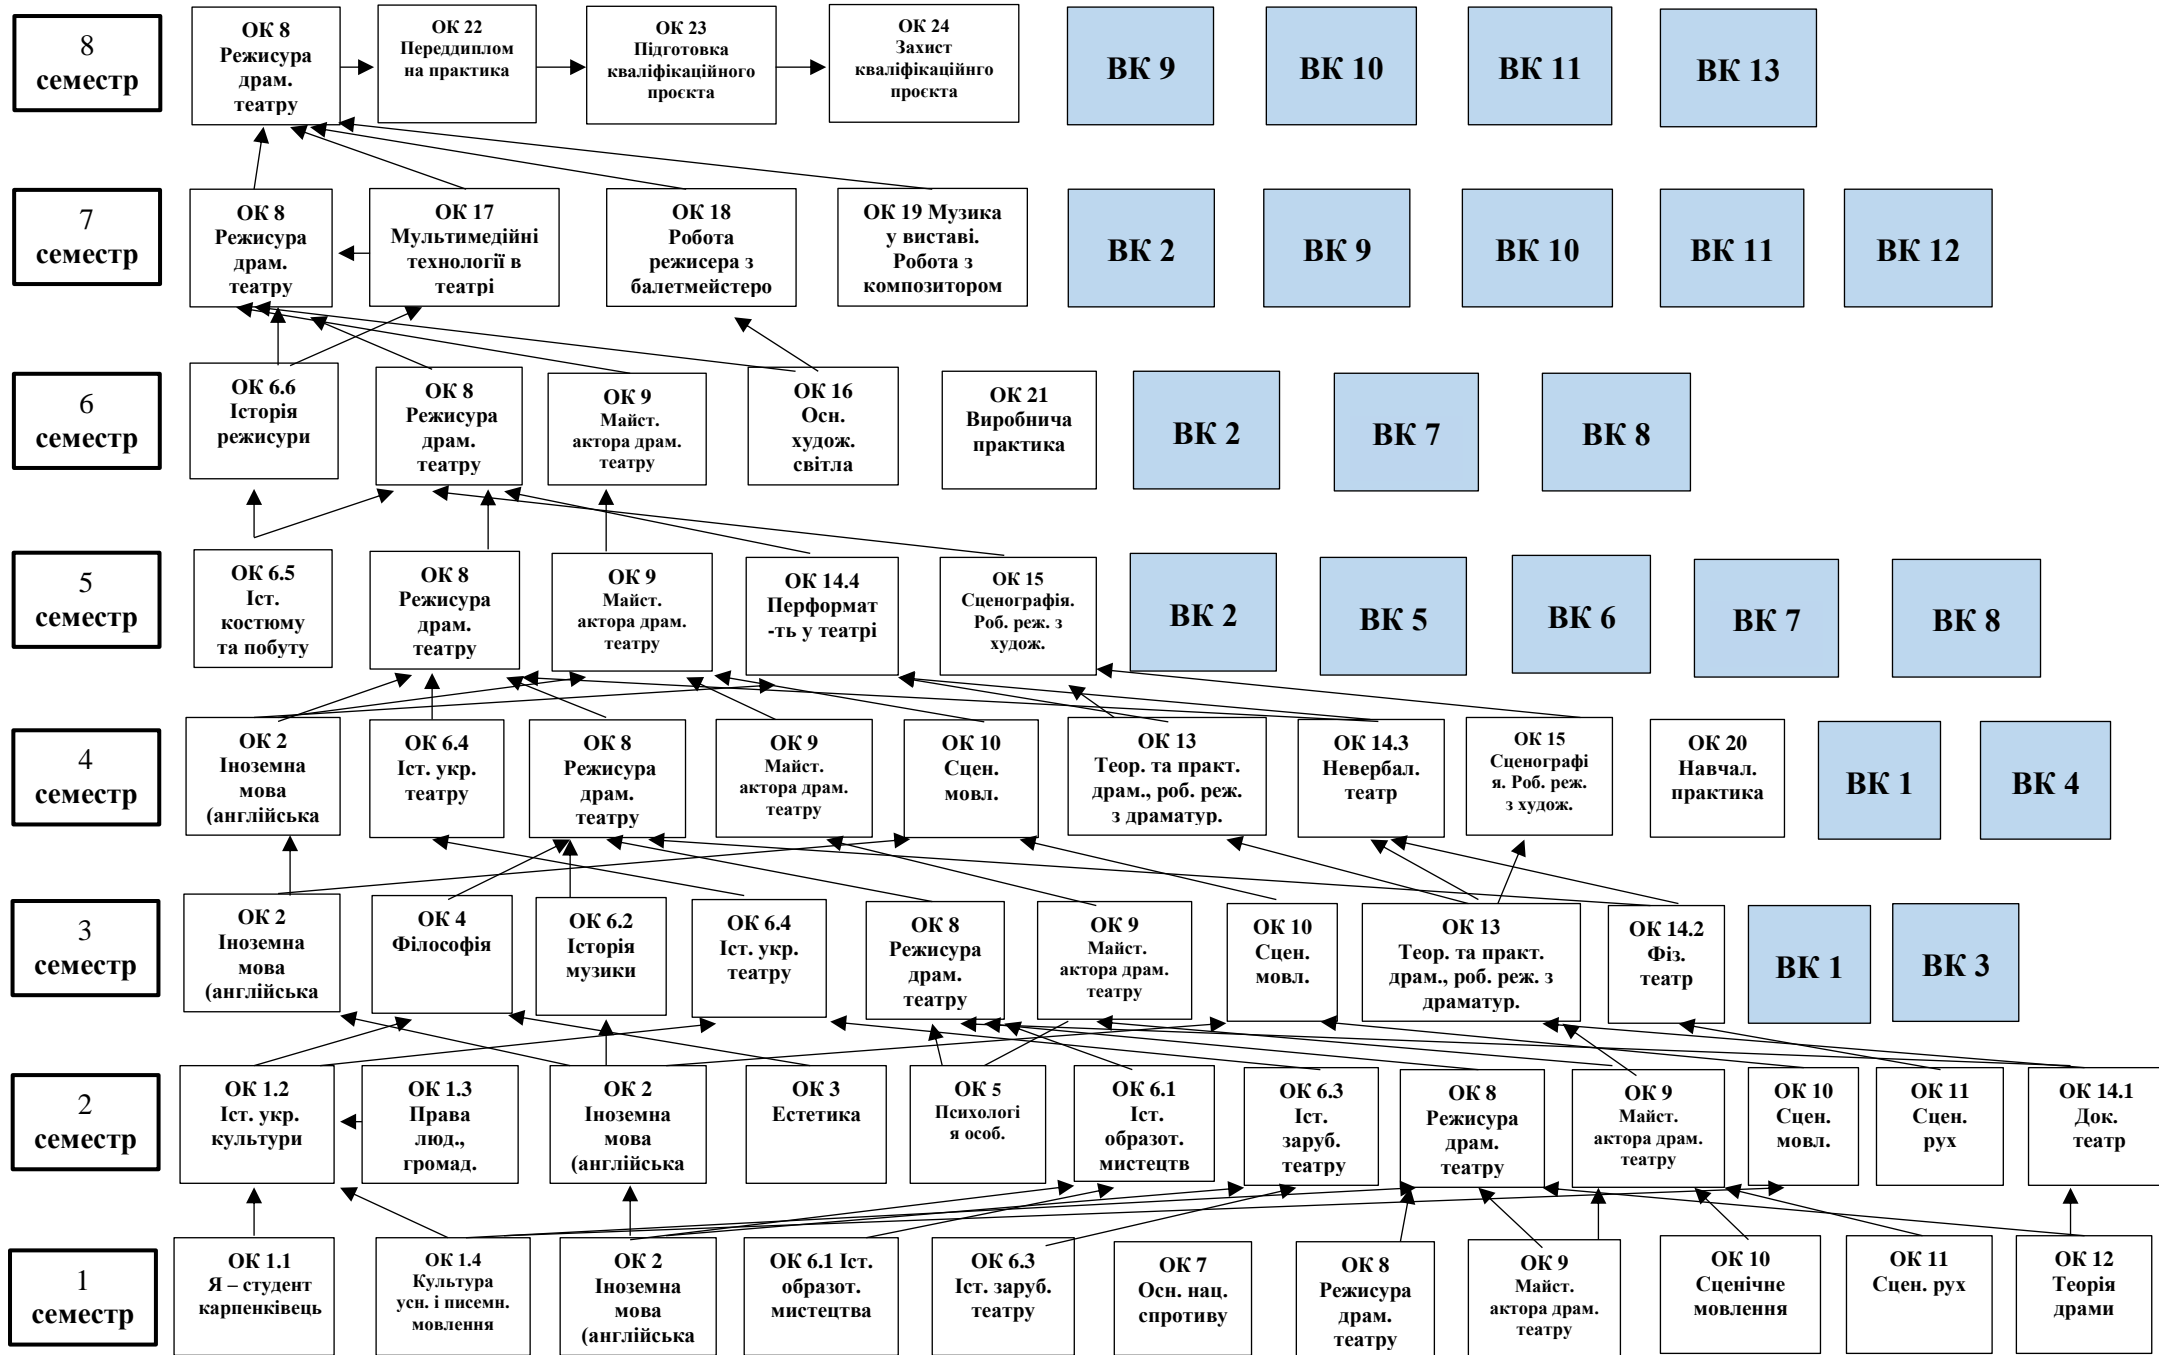 8
семестр
ОК 8
Режисура
драм.
театру
ОК 22
Переддиплом
на практика
ОК 23
Підготовка
кваліфікаційного
проєкта
ОК 24
Захист
кваліфікаційнго
проєкта
ВК 9
ВК 10
ВК 11
ВК 13
7
семестр
ОК 8
Режисура
драм.
театру
ОК 17
Мультимедійні
технології в
театрі
ОК 18
Робота
режисера з
балетмейстеро
ОК 19 Музика
у виставі.
Робота з
композитором
ВК 2
ВК 9
ВК 10
ВК 11
ВК 12
6
семестр
ОК 6.6
Історія
режисури
ОК 8
Режисура
драм.
театру
ОК 9
Майст.
актора драм.
театру
ОК 16
Осн.
худож.
світла
ОК 21
Виробнича
практика
ВК 2
ВК 7
ВК 8
5
семестр
ОК 6.5
Іст.
костюму
та побуту
ОК 8
Режисура
драм.
театру
ОК 9
Майст.
актора драм.
театру
ОК 14.4
Перформат
-ть у театрі
ОК 15
Сценографія.
Роб. реж. з
худож.
ВК 2
ВК 5
ВК 6
ВК 7
ВК 8
4
семестр
ОК 2
Іноземна
мова
(англійська
ОК 6.4
Іст. укр.
театру
ОК 8
Режисура
драм.
театру
ОК 9
Майст.
актора драм.
театру
ОК 10
Сцен.
мовл.
ОК 13
Теор. та практ.
драм., роб. реж.
з драматур.
ОК 14.3
Невербал.
театр
ОК 15
Сценографі
я. Роб. реж.
з худож.
ОК 20
Навчал.
практика
ВК 1
ВК 4
3
семестр
ОК 2
Іноземна
мова
(англійська
ОК 4
Філософія
ОК 6.2
Історія
музики
ОК 6.4
Іст. укр.
театру
ОК 8
Режисура
драм.
театру
ОК 9
Майст.
актора драм.
театру
ОК 10
Сцен.
мовл.
ОК 13
Теор. та практ.
драм., роб. реж. з
драматур.
ОК 14.2
Фіз.
театр
ВК 1
ВК 3
2
семестр
ОК 1.2
Іст. укр.
культури
ОК 1.3
Права
люд.,
громад.
ОК 2
Іноземна
мова
(англійська
ОК 3
Естетика
ОК 5
Психологі
я особ.
ОК 6.1
Іст.
образот.
мистецтв
ОК 6.3
Іст.
заруб.
театру
ОК 8
Режисура
драм.
театру
ОК 9
Майст.
актора драм.
театру
ОК 10
Сцен.
мовл.
ОК 11
Сцен.
рух
ОК 14.1
Док.
театр
1
семестр
ОК 1.1
Я – студент
карпенківець
ОК 1.4
Культура
усн. і писемн.
мовлення
ОК 2
Іноземна
мова
(англійська
ОК 6.1 Іст.
образот.
мистецтва
ОК 6.3
Іст. заруб.
театру
ОК 7
Осн. нац.
спротиву
ОК 8
Режисура
драм.
театру
ОК 9
Майст.
актора драм.
театру
ОК 10
Сценічне
мовлення
ОК 11
Сцен. рух
ОК 12
Теорія
драми